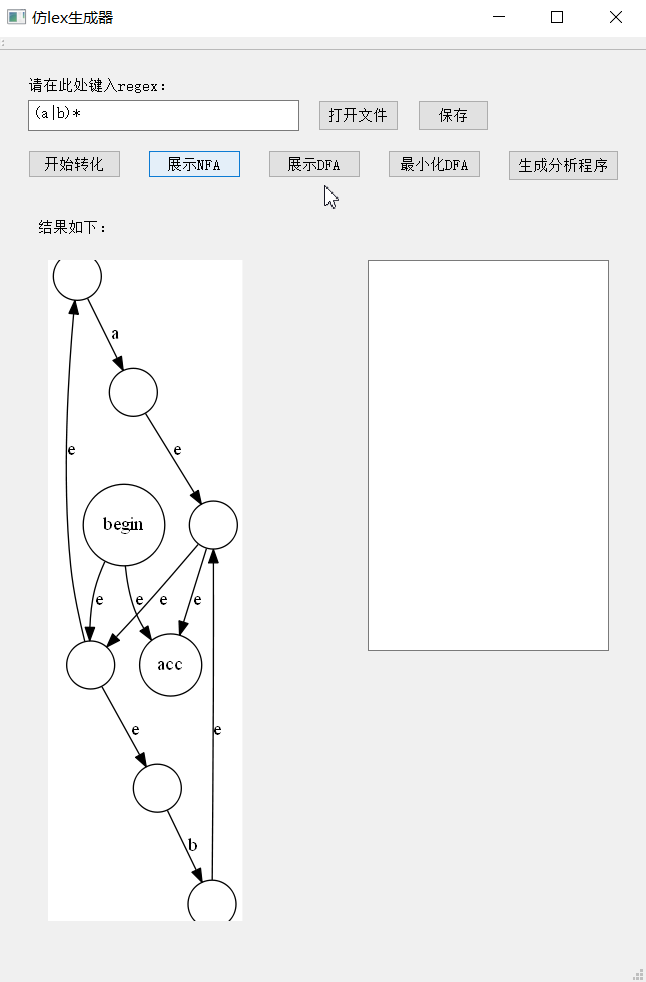 仿lex生成器
请在此处键入regex：
(a|b)*
打开文件
保存
开始转化
展示NFA
展示DFA
最小化DFA
生成分析程序
结果如下：
a
e
e
begin
e
e
e
e
acc
e
e
b